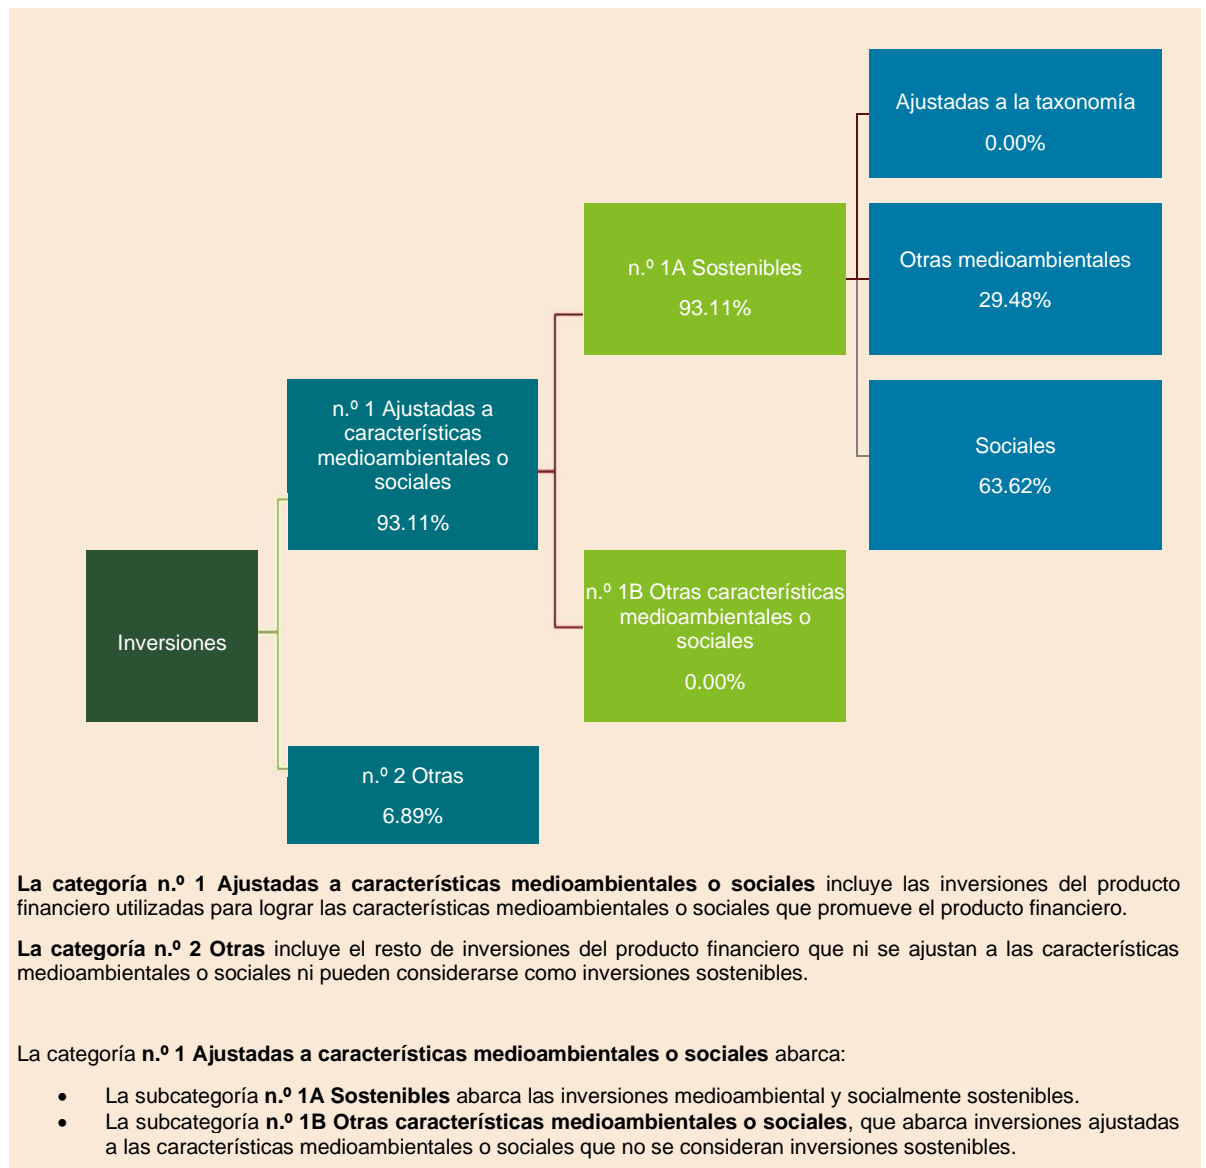 Ajustadas a la taxonomía
0.00%
n.º 1A Sostenibles
93.11%
Otras medioambientales
29.48%
n.º 1 Ajustadas a
características
medioambientales o
sociales
93.11%
Sociales
63.62%
Inversiones
n.º 1B Otras características
medioambientales o
sociales
0.00%
n.º 2 Otras
6.89%
La categoría n.º 1 Ajustadas a características medioambientales o sociales incluye las inversiones del producto
financiero utilizadas para lograr las características medioambientales o sociales que promueve el producto financiero.
La categoría n.º 2 Otras incluye el resto de inversiones del producto financiero que ni se ajustan a las características
medioambientales o sociales ni pueden considerarse como inversiones sostenibles.
La categoría n.º 1 Ajustadas a características medioambientales o sociales abarca:
• La subcategoría n.º 1A Sostenibles abarca las inversiones medioambiental y socialmente sostenibles.
• La subcategoría n.º 1B Otras características medioambientales o sociales, que abarca inversiones ajustadas
a las características medioambientales o sociales que no se consideran inversiones sostenibles.